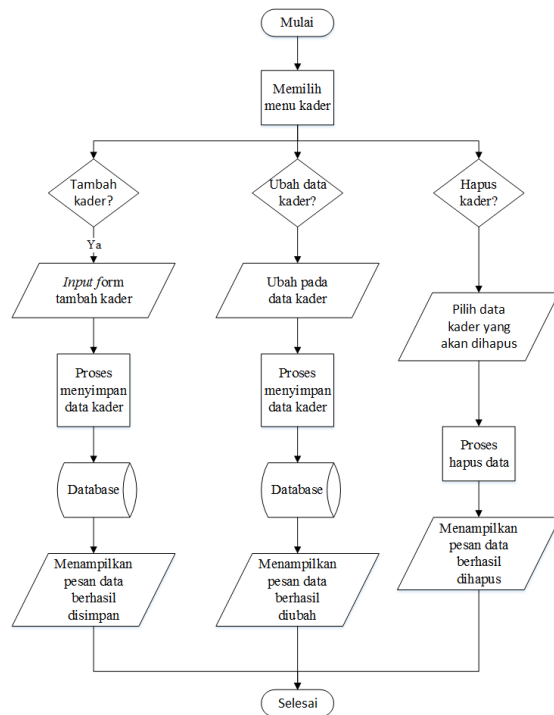 Mulai
Memilih
menu kader
Tambah
kader?
Ubah data
kader?
Hapus
kader?
Ya
Input form
tambah kader
Ubah pada
data kader
Pilih data
kader yang
akan dihapus
Proses
menyimpan
data kader
Proses
menyimpan
data kader
Proses
hapus data
Database
Database
Menampilkan
pesan data
berhasil
disimpan
Menampilkan
pesan data
berhasil
diubah
Menampilkan
pesan data
berhasil
dihapus
Selesai